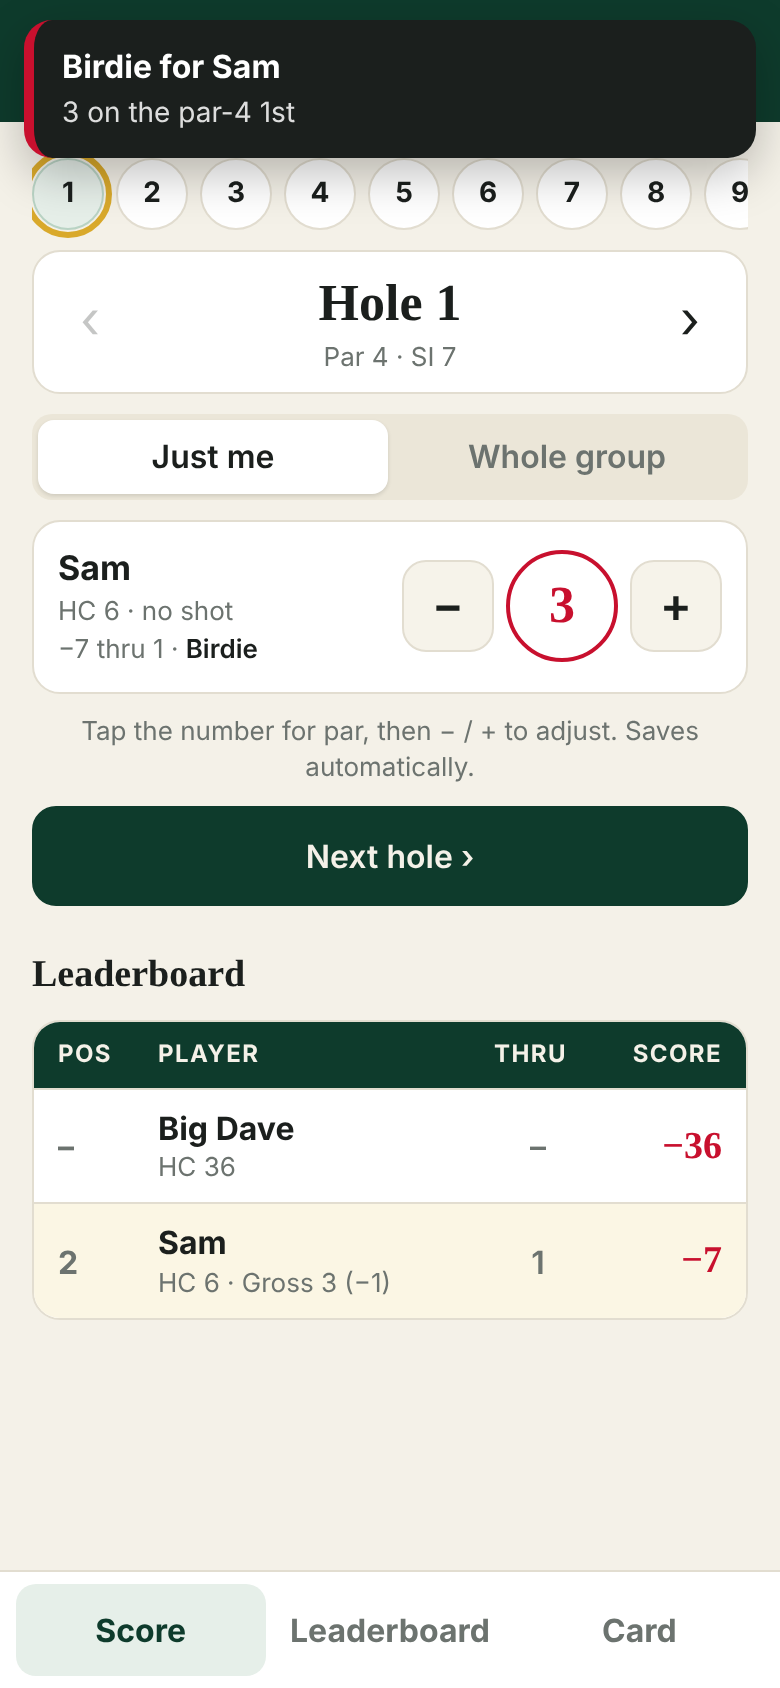 Birdie for Sam
3 on the par-4 1st
1 2 3 4 5 6 7 8 9
‹ Hole 1 ›
Par 4 · SI 7
Just me Whole group
Sam
HC 6 · no shot
−7 thru 1 · Birdie
− 3 +
Tap the number for par, then − / + to adjust. Saves
automatically.
Next hole ›
Leaderboard
POS PLAYER THRU SCORE
– Big Dave – −36
HC 36
2 Sam 1 −7
HC 6 · Gross 3 (−1)
Score Leaderboard Card